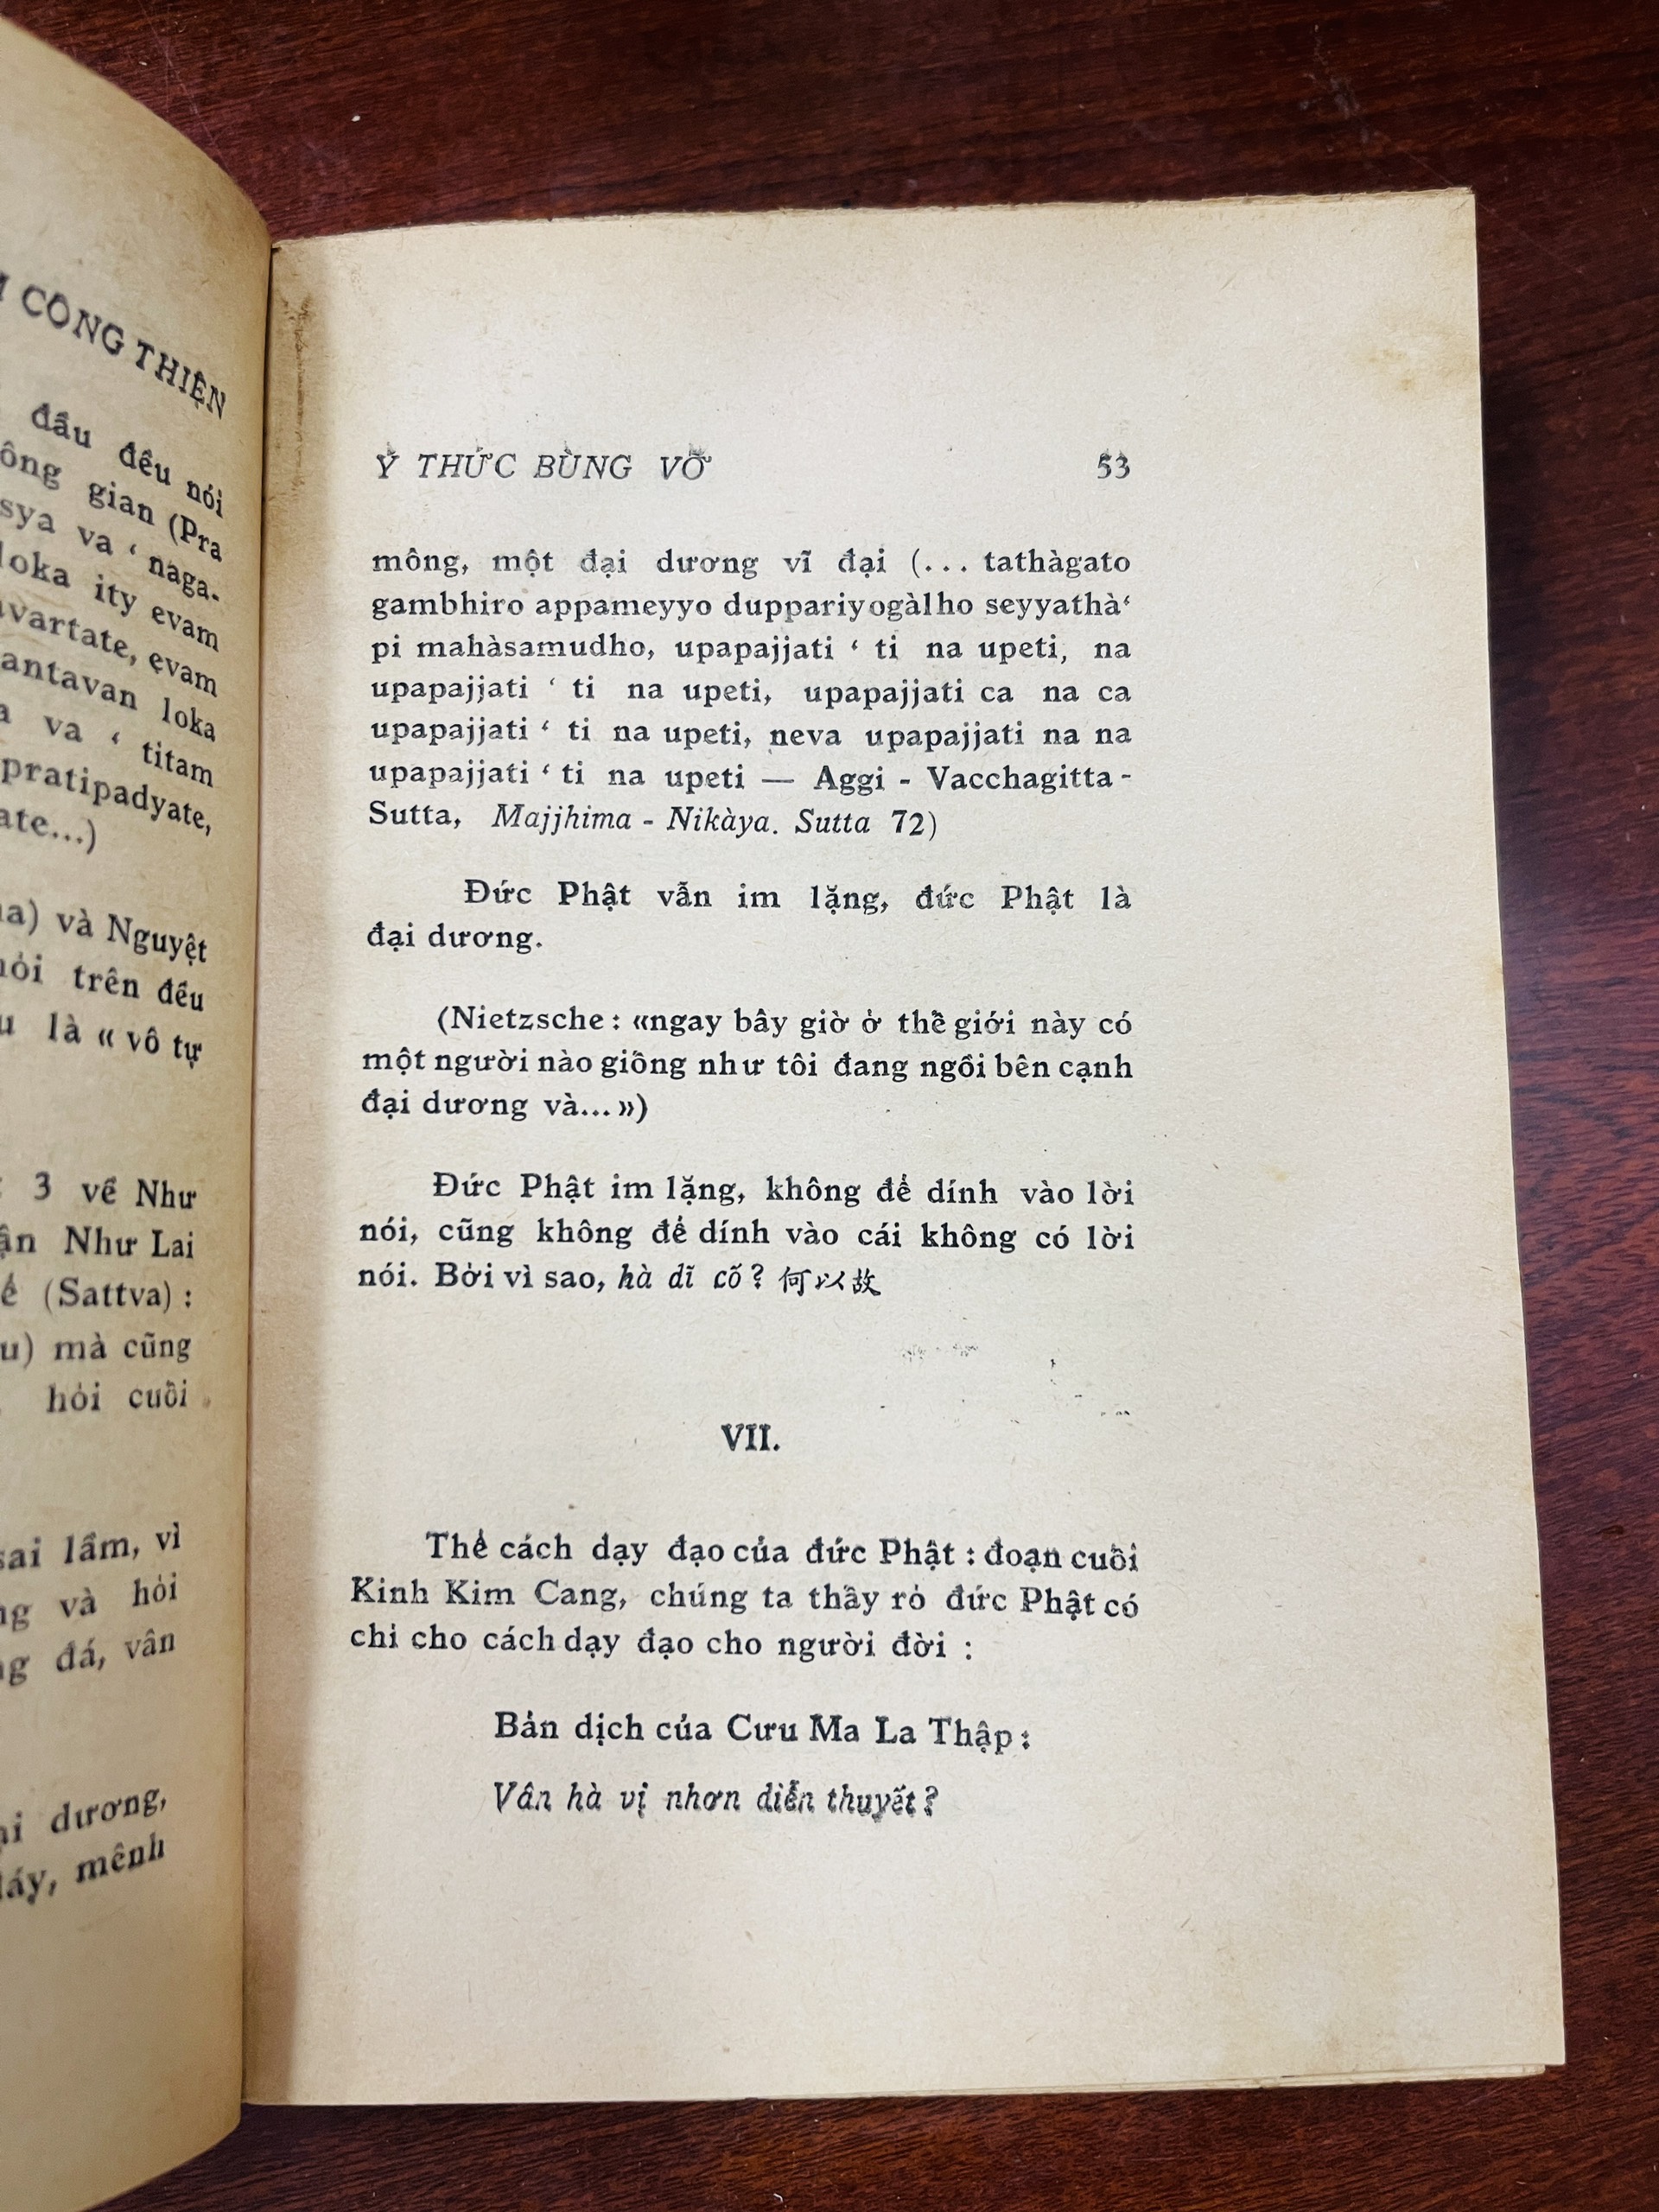 CÔNG THIỆN
đầu đều nói
gian (Pra
va ‘ naga-
loka ity evam
evam
antavan loka
va ‘ titam
pratipadyate,
và Nguyệt
trên đều
là « vô tự
3 về Như
Như Lai
(Sattva) :
mà cũng
hỏi cuối
sai lầm, vì
và hỏi
đá, vân
dương,
mênh
Ý THỨC BÙNG VỠ 53
mông, một đại dương vĩ đại (... tathàgato
gambhiro appameyyo duppariyogàlho seyyathà‘
pi mahàsamudho, upapajjati ‘ ti na upeti, na
upapajjati ‘ ti na upeti, upapajjati ca na ca
upapajjati ‘ ti na upeti, neva upapajjati na na
upapajjati ‘ ti na upeti — Aggi - Vacchagitta -
Sutta, Majjhima - Nikàya. Sutta 72)
Đức Phật vẫn im lặng, đức Phật là
đại dương.
(Nietzsche : «ngay bây giờ ở thế giới này có
một người nào giống như tôi đang ngồi bên cạnh
đại dương và... »)
Đức Phật im lặng, không để dính vào lời
nói, cũng không để dính vào cái không có lời
nói. Bởi vì sao, hà dĩ cố ? 何以故
VII.
Thể cách dạy đạo của đức Phật : đoạn cuối
Kinh Kim Cang, chúng ta thấy rỏ đức Phật có
chỉ cho cách dạy đạo cho người đời :
Bản dịch của Cưu Ma La Thập :
Vân hà vị nhơn diễn thuyết ?